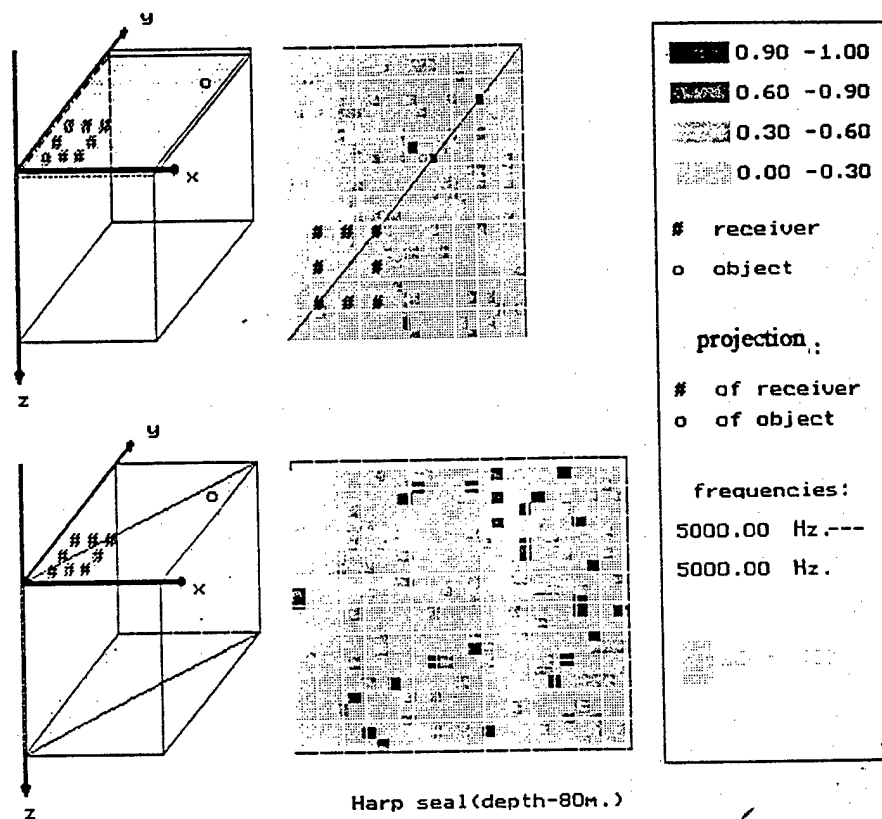 y
x
z
# # #
# #
# # #
0.90 -1.00
0.60 -0.90
0.30 -0.60
0.00 -0.30
# receiver
o object
projection :
# of receiver
o of object
frequencies:
5000.00 Hz.---
5000.00 Hz.
y
x
z
Harp seal(depth-80м.)